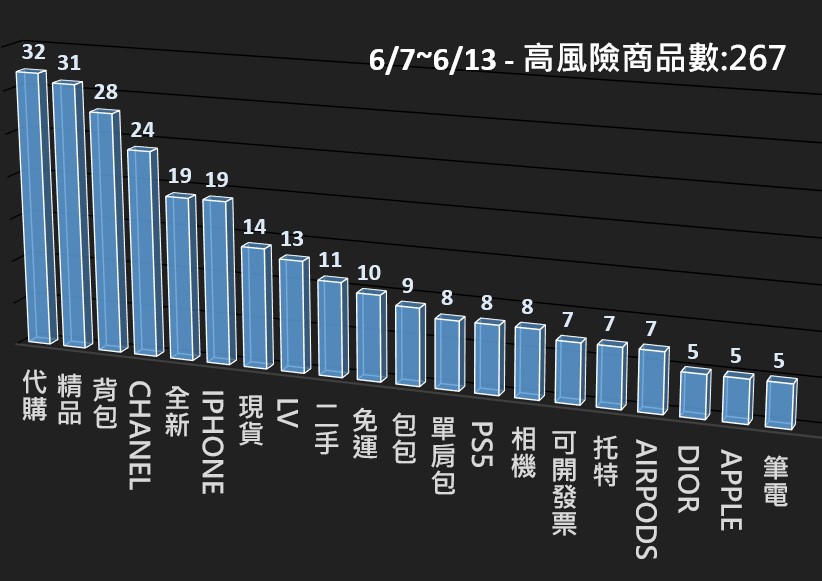 6/7~6/13 - 高風險商品數:267
32
31
28
24
19
19
14
13
11
10
9
8
8
8
7
7
7
5
5
5
代購
精品
背包
CHANEL
全新
IPHONE
現貨
LV
二手
免運
包包
單肩包
PS5
相機
可開發票
托特
AIRPODS
DIOR
APPLE
筆電